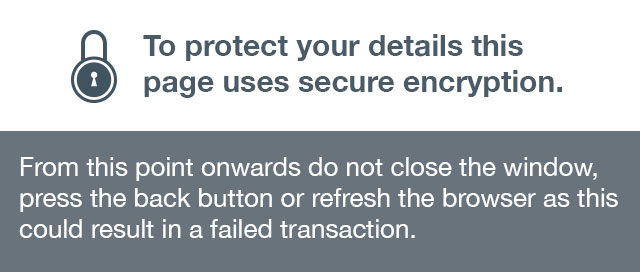 To protect your details this
page uses secure encryption.
From this point onwards do not close the window,
press the back button or refresh the browser as this
could result in a failed transaction.